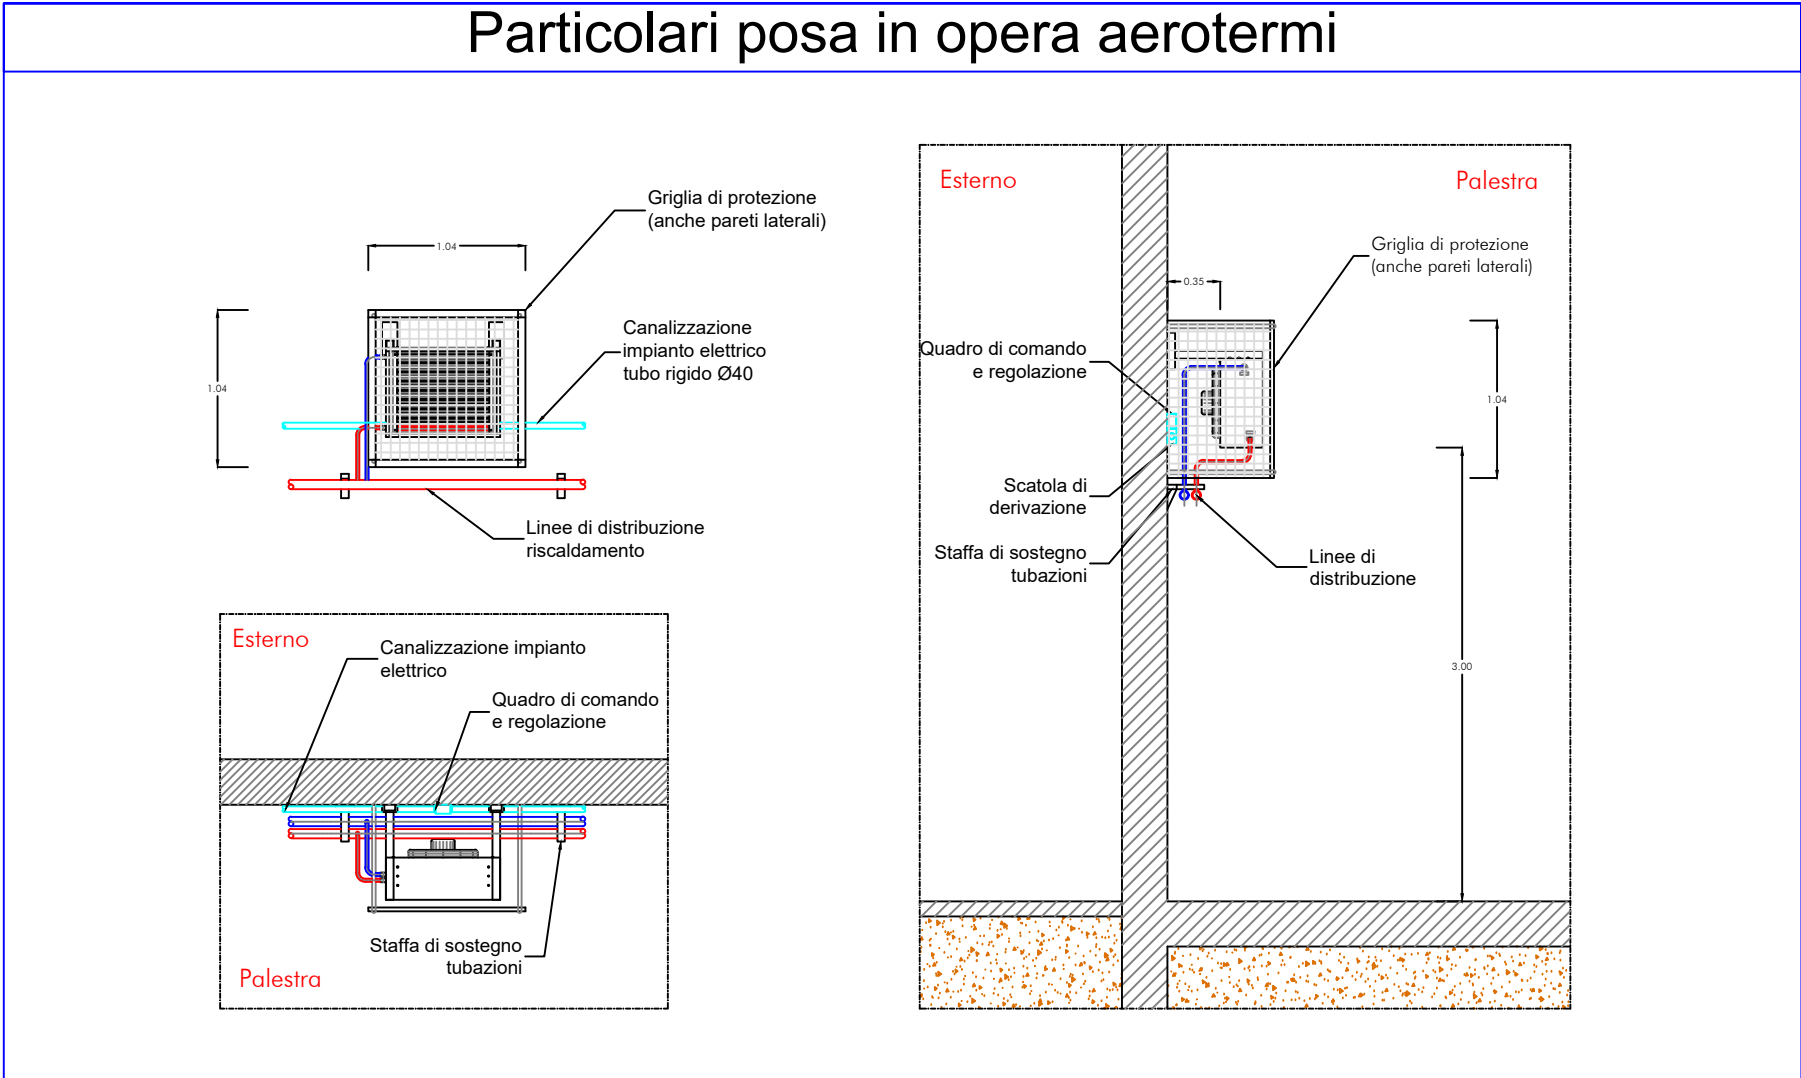 Particolari posa in opera aerotermi
Griglia di protezione
(anche pareti laterali)
1.04
Canalizzazione
impianto elettrico
tubo rigido Ø40
1.04
Linee di distribuzione
riscaldamento
Esterno
Canalizzazione impianto
elettrico
Quadro di comando
e regolazione
Staffa di sostegno
tubazioni
Palestra
Esterno
Palestra
Griglia di protezione
(anche pareti laterali)
0.35
Quadro di comando
e regolazione
1.04
Scatola di
derivazione
Staffa di sostegno
tubazioni
Linee di
distribuzione
3.00